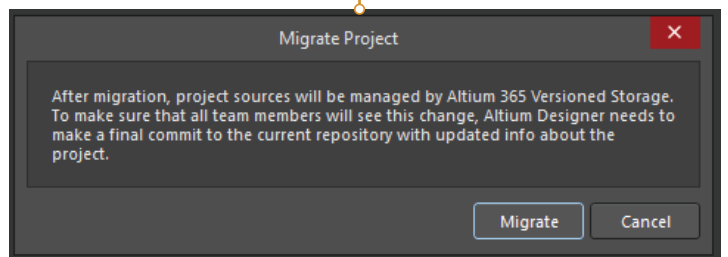 Migrate Project
After migration, project sources will be managed by Altium 365 Versioned Storage.
To make sure that all team members will see this change, Altium Designer needs to
make a final commit to the current repository with updated info about the
project.
Migrate
Cancel